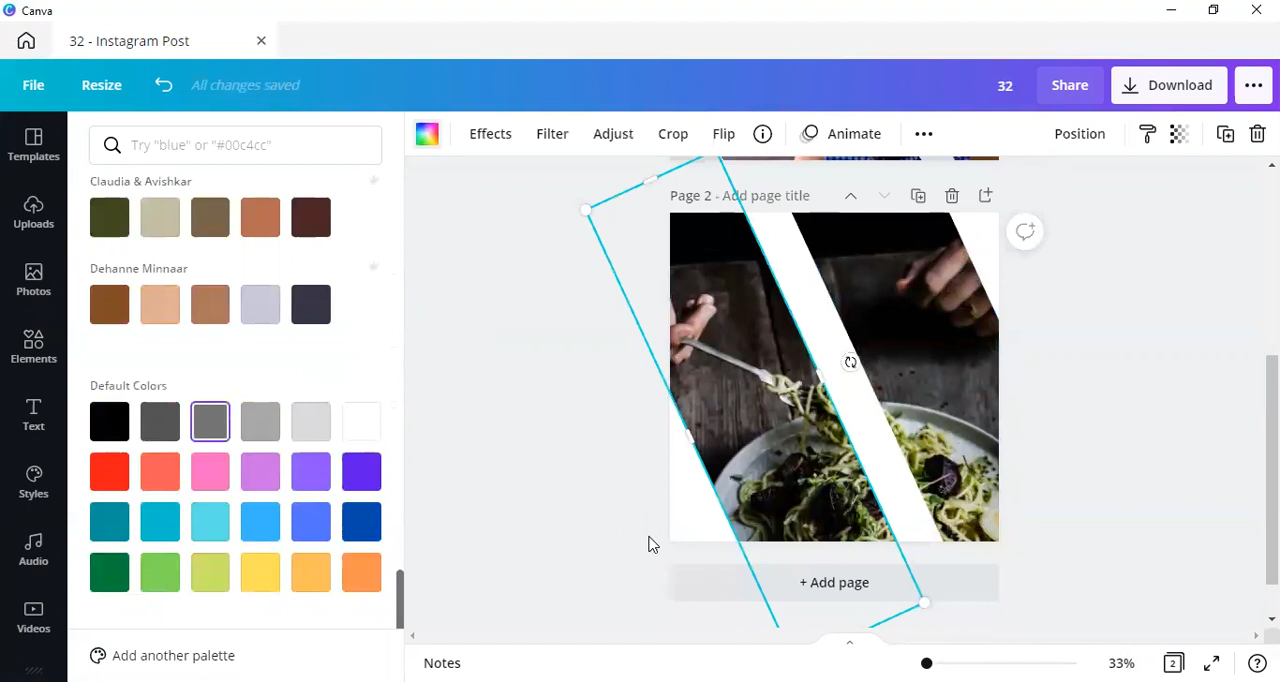 Canva
32 - Instagram Post
File
Resize
All changes saved
32
Share
Download
Templates
Uploads
Photos
Elements
Text
Styles
Audio
Videos
Try "blue" or "#00c4cc"
Claudia & Avishkar
Dehanne Minnaar
Default Colors
Add another palette
Effects
Filter
Adjust
Crop
Flip
Animate
Position
Page 2 - Add page title
+ Add page
Notes
33%
2